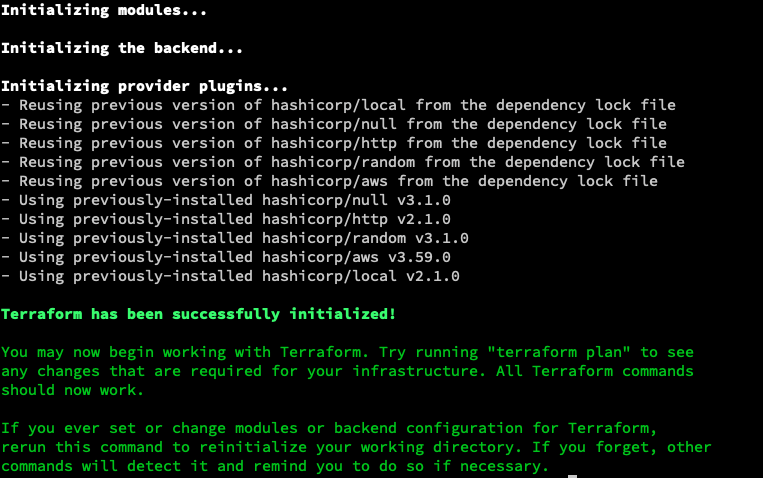 Initializing modules...
Initializing the backend...
Initializing provider plugins...
- Reusing previous version of hashicorp/local from the dependency lock file
- Reusing previous version of hashicorp/null from the dependency lock file
- Reusing previous version of hashicorp/http from the dependency lock file
- Reusing previous version of hashicorp/random from the dependency lock file
- Reusing previous version of hashicorp/aws from the dependency lock file
- Using previously-installed hashicorp/null v3.1.0
- Using previously-installed hashicorp/http v2.1.0
- Using previously-installed hashicorp/random v3.1.0
- Using previously-installed hashicorp/aws v3.59.0
- Using previously-installed hashicorp/local v2.1.0
Terraform has been successfully initialized!
You may now begin working with Terraform. Try running "terraform plan" to see
any changes that are required for your infrastructure. All Terraform commands
should now work.
If you ever set or change modules or backend configuration for Terraform,
rerun this command to reinitialize your working directory. If you forget, other
commands will detect it and remind you to do so if necessary.